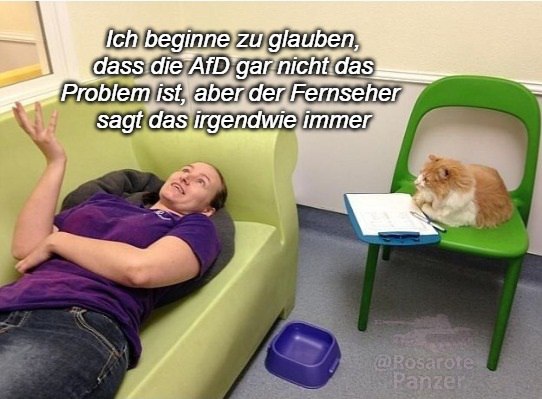 Ich beginne zu glauben,
dass die AfD gar nicht das
Problem ist, aber der Fernseher
sagt das irgendwie immer
@Rosarote
Panzer